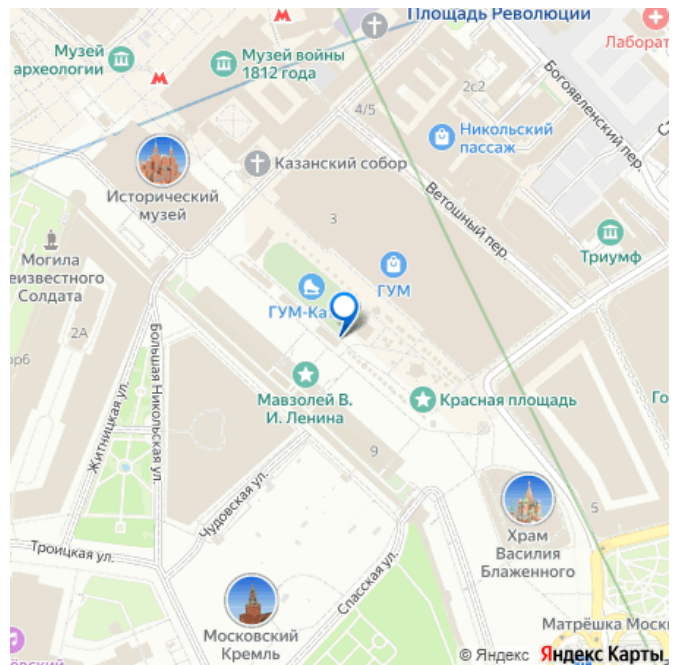 Площадь Революции
Музей
археологии
Музей войны
1812 года
Лаборат
2с2
4/5
Богоявленский пер.
Никольский
пассаж
Казанский собор
Исторический
музей
3
Ветошный пер.
Триумф
Могила
еизвестного
Солдата
ГУМ
ГУМ-Ка
2А
орб
Большая Никольская ул.
Житницкая ул.
Мавзолей В.
И. Ленина
Красная площадь
Го
9
Чудовская ул.
5
Храм
Василия
Блаженного
Троицкая ул.
Спасская ул.
Московский
Кремль
Матрёшка Моск
© Яндекс Яндекс Карты